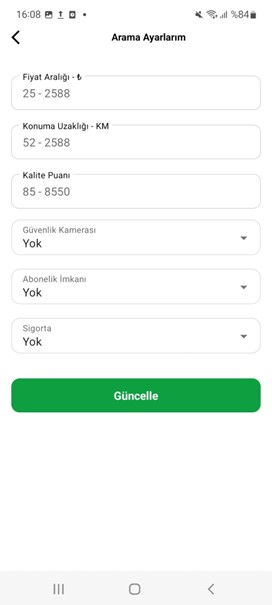 16:08
%84
Arama Ayarlarım
Fiyat Aralığı - ₺
25 - 2588
Konuma Uzaklığı - KM
52 - 2588
Kalite Puanı
85 - 8550
Güvenlik Kamerası
Yok
Abonelik İmkanı
Yok
Sigorta
Yok
Güncelle